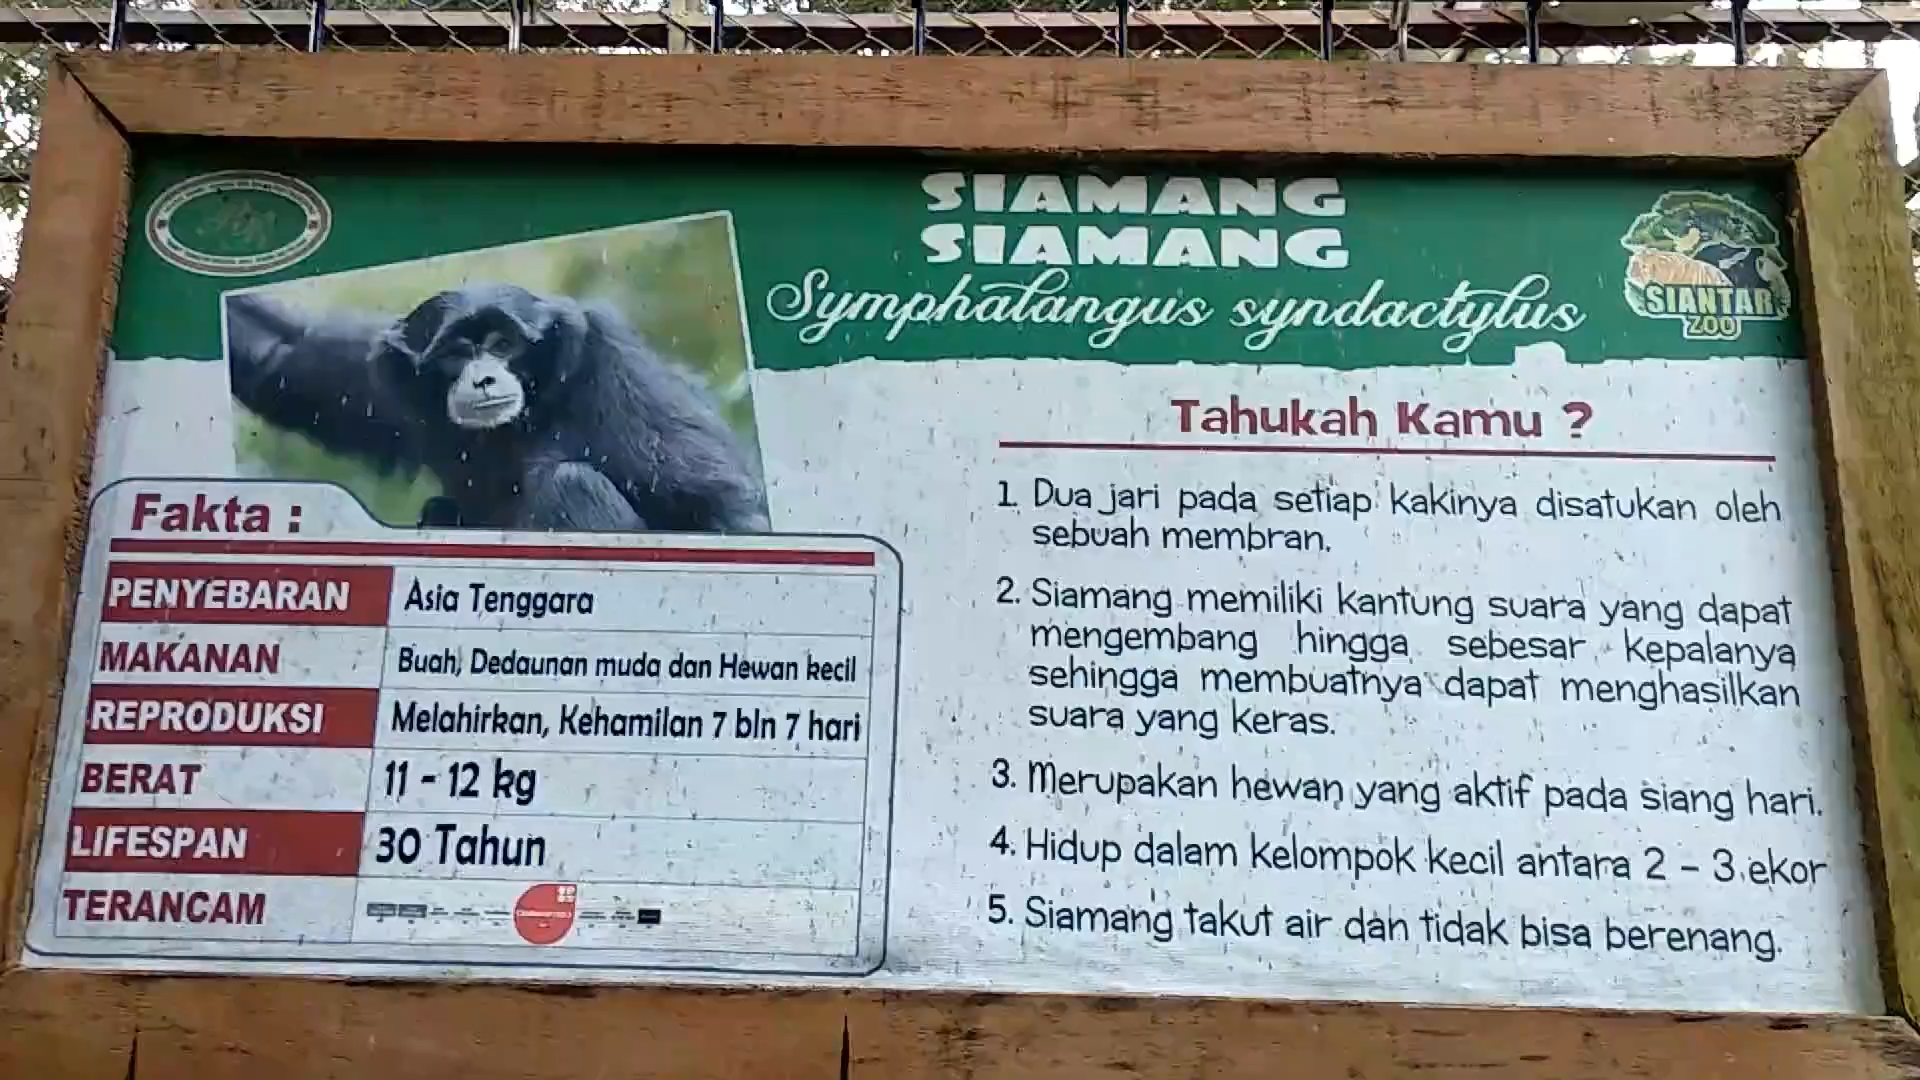 SIAMANG
SIAMANG
Symphalangus syndactylus
SIANTAR
ZOO
Fakta :
PENYEBARAN Asia Tenggara
MAKANAN Buah, Dedaunan muda dan Hewan kecil
REPRODUKSI Melahirkan, Kehamilan 7 bln 7 hari
BERAT 11 - 12 kg
LIFESPAN 30 Tahun
TERANCAM
Tahukah Kamu ?
1. Dua jari pada setiap kakinya disatukan oleh
sebuah membran.
2. Siamang memiliki kantung suara yang dapat
mengembang hingga sebesar kepalanya
sehingga membuatnya dapat menghasilkan
suara yang keras.
3. Merupakan hewan yang aktif pada siang hari.
4. Hidup dalam kelompok kecil antara 2 - 3 ekor
5. Siamang takut air dan tidak bisa berenang.